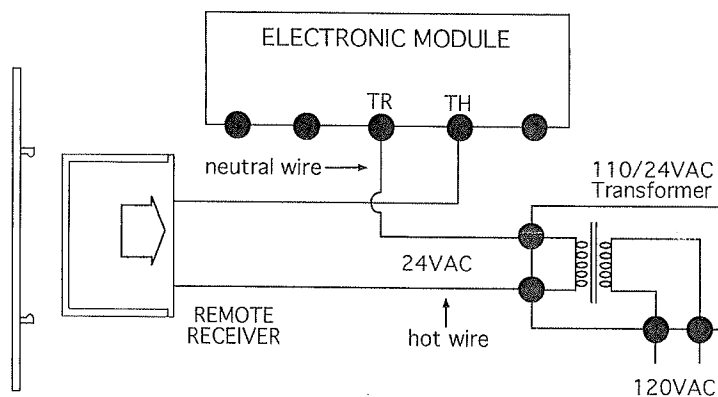 ELECTRONIC MODULE
TR TH
neutral wire
110/24VAC
Transformer
24VAC
REMOTE
RECEIVER
hot wire
120VAC